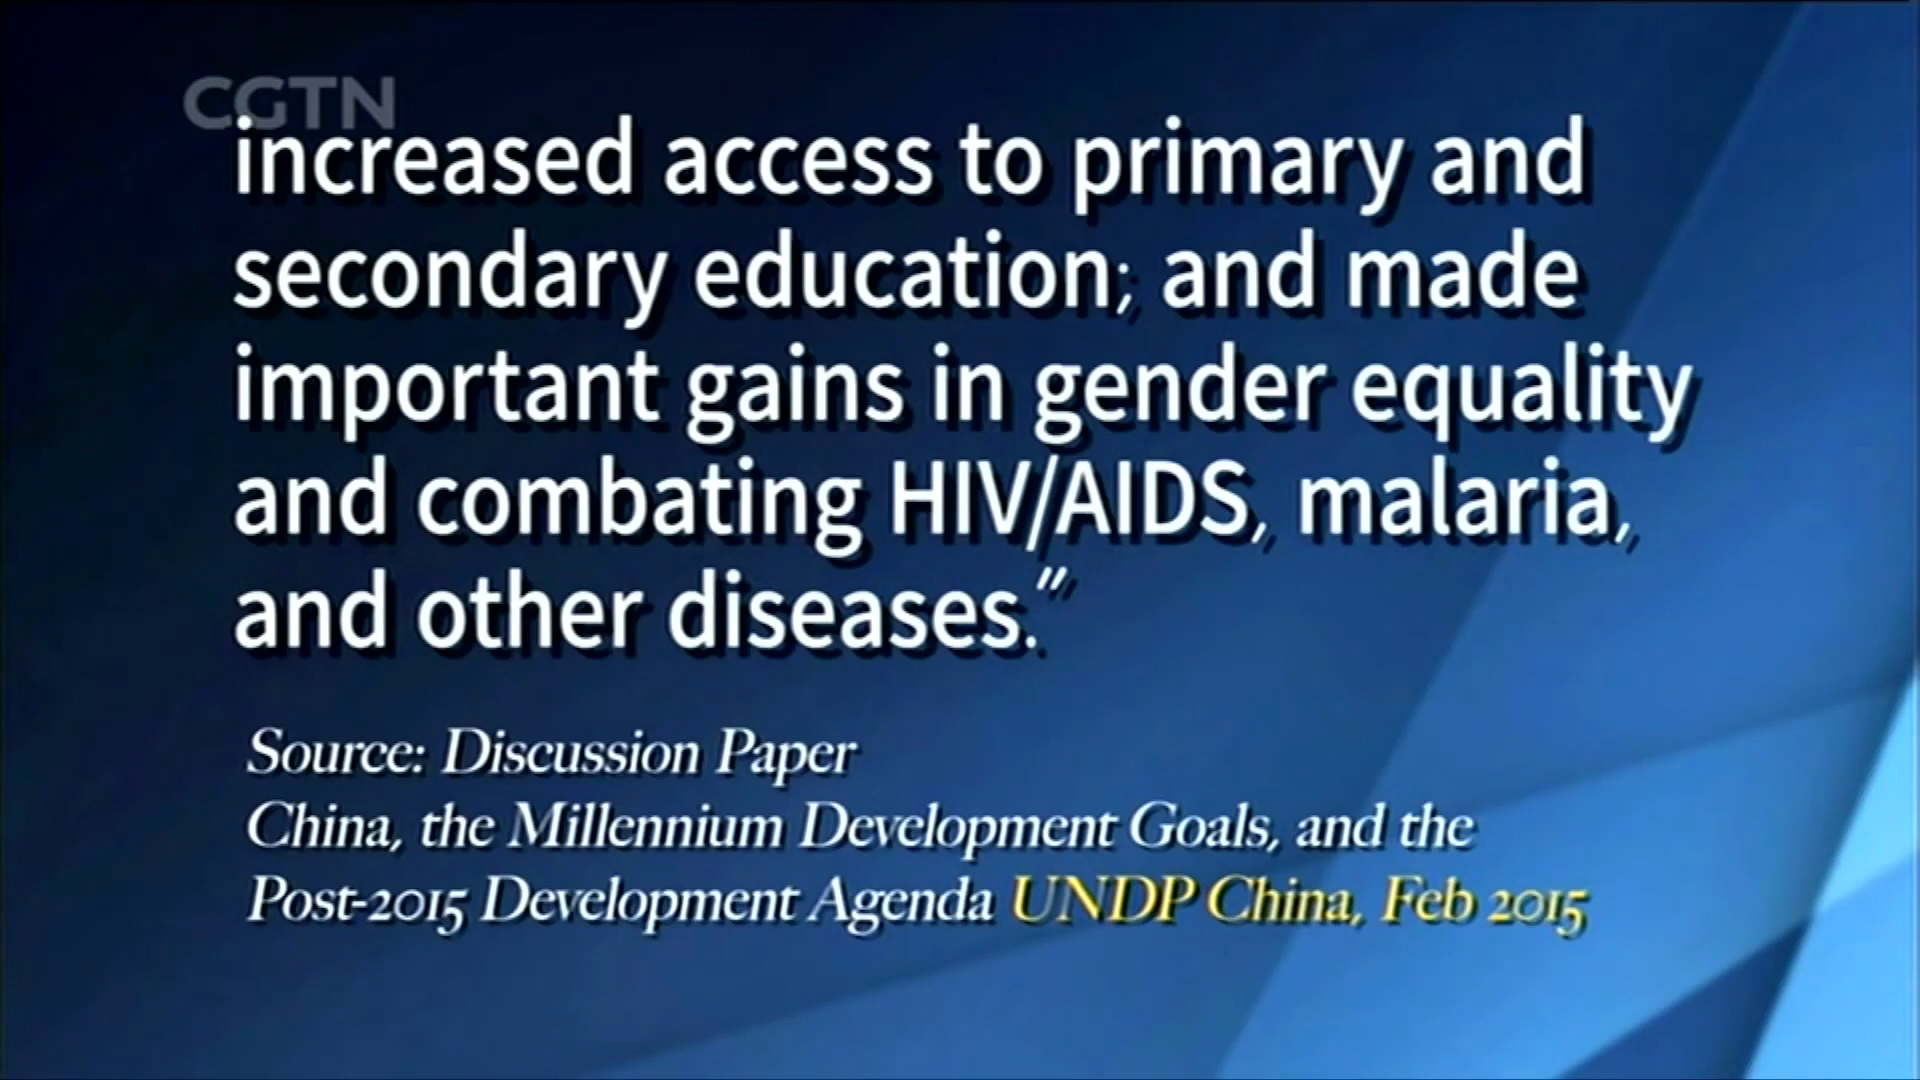 CGTN
increased access to primary and
secondary education; and made
important gains in gender equality
and combating HIV/AIDS, malaria,
and other diseases."
Source: Discussion Paper
China, the Millennium Development Goals, and the
Post-2015 Development Agenda UNDP China, Feb 2015